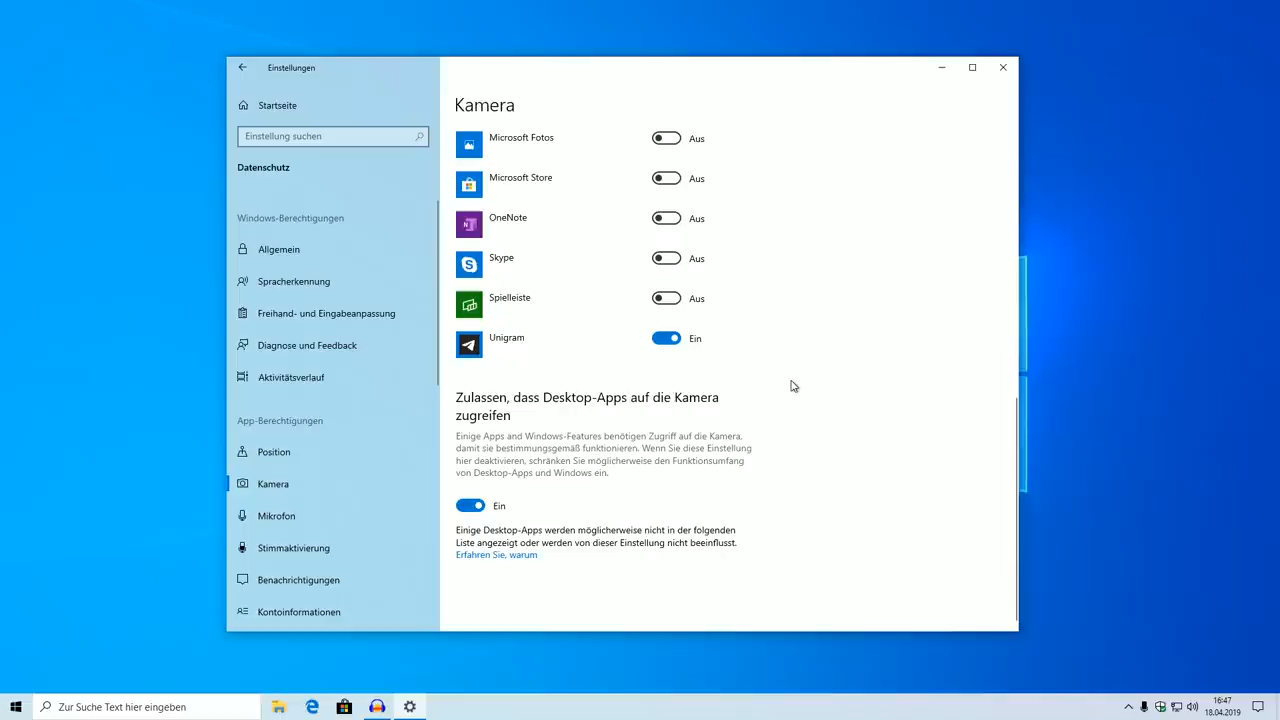 Einstellungen
Startseite
Einstellung suchen
Datenschutz
Windows-Berechtigungen
Allgemein
Spracherkennung
Freihand- und Eingabeanpassung
Diagnose und Feedback
Aktivitätsverlauf
App-Berechtigungen
Position
Kamera
Mikrofon
Stimmaktivierung
Benachrichtigungen
Kontoinformationen
Kamera
Microsoft Fotos Aus
Microsoft Store Aus
OneNote Aus
Skype Aus
Spielleiste Aus
Unigram Ein
Zulassen, dass Desktop-Apps auf die Kamera
zugreifen
Einige Apps and Windows-Features benötigen Zugriff auf die Kamera,
damit sie bestimmungsgemäß funktionieren. Wenn Sie diese Einstellung
hier deaktivieren, schränken Sie möglicherweise den Funktionsumfang
von Desktop-Apps und Windows ein.
Ein
Einige Desktop-Apps werden möglicherweise nicht in der folgenden
Liste angezeigt oder werden von dieser Einstellung nicht beeinflusst.
Erfahren Sie, warum
Zur Suche Text hier eingeben
16:47
18.04.2019